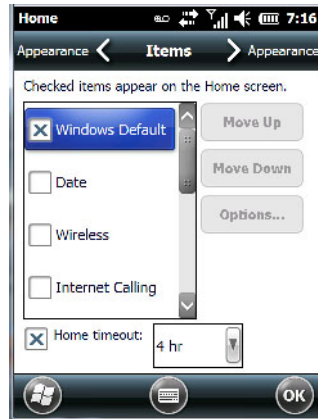 Home 7:16
Appearance Items Appearance
Checked items appear on the Home screen.
Windows Default
Date
Wireless
Internet Calling
Move Up
Move Down
Options...
Home timeout: 4 hr
OK